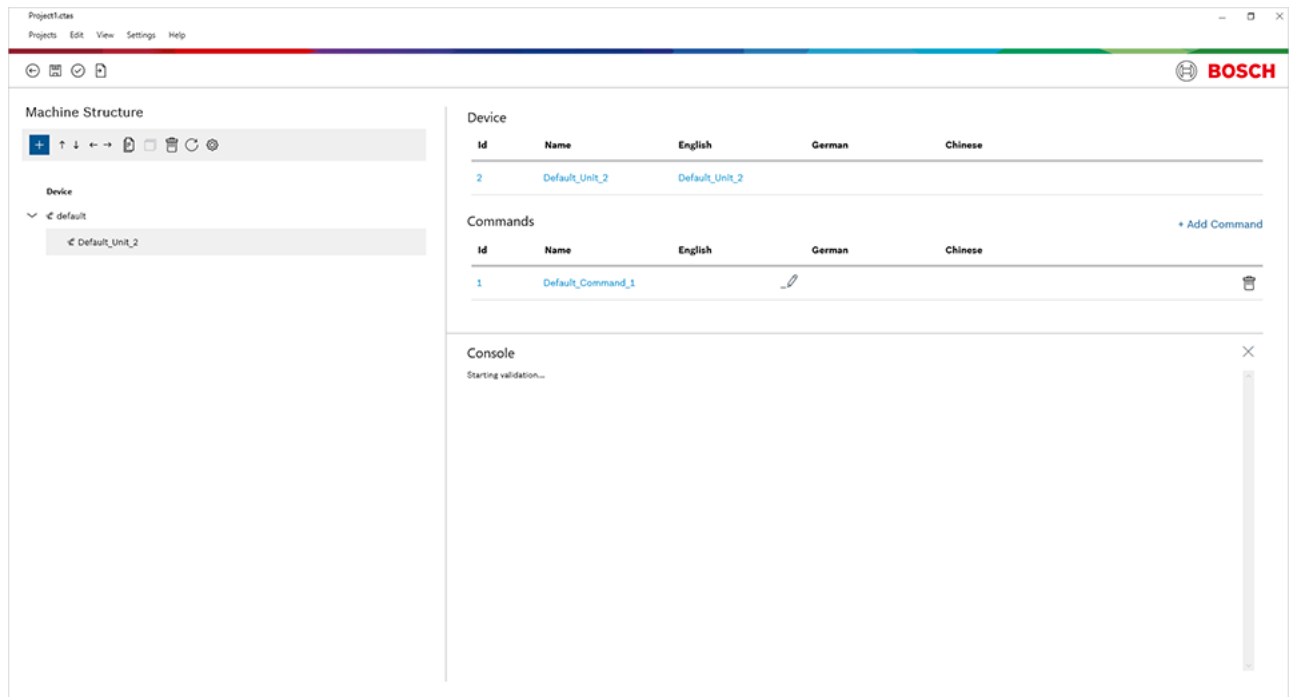 Project1.ctas
Projects Edit View Settings Help
BOSCH
Machine Structure
Device
default
Default_Unit_2
Device
Id Name English German Chinese
2 Default_Unit_2 Default_Unit_2
Commands
+ Add Command
Id Name English German Chinese
1 Default_Command_1
Console
Starting validation...